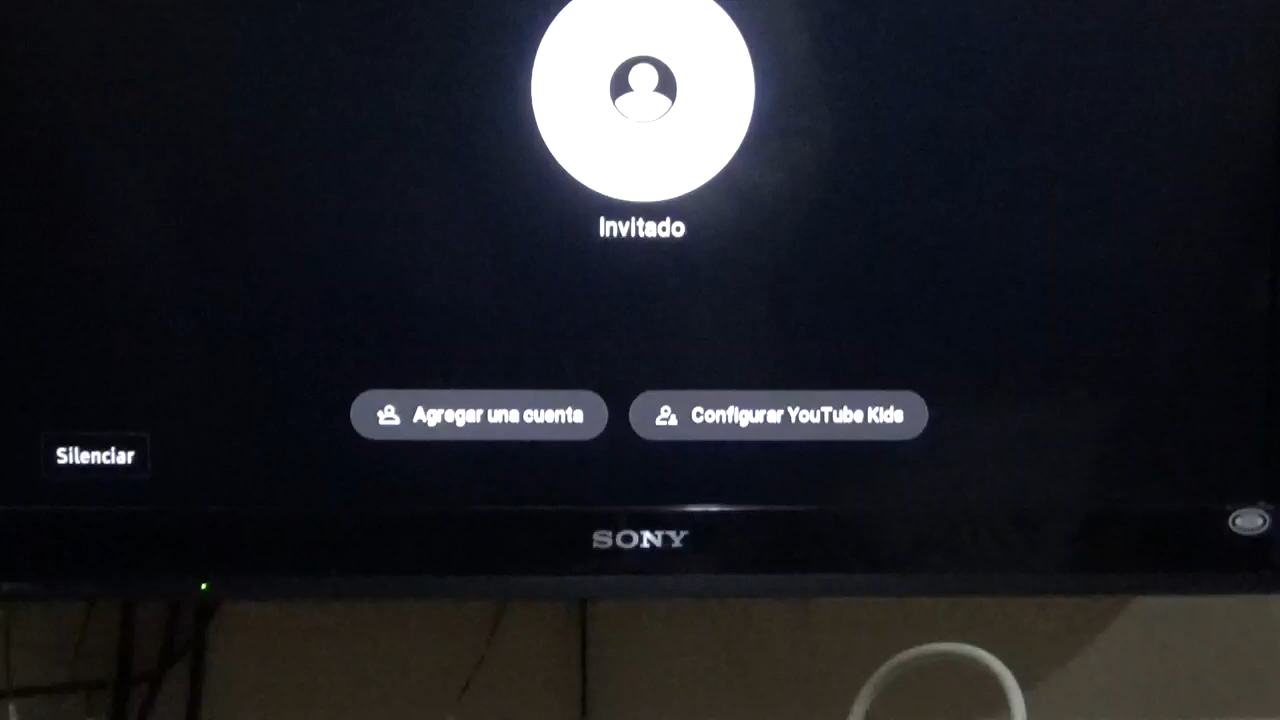 Invitado
Agregar una cuenta
Configurar YouTube Kids
Silenciar
SONY